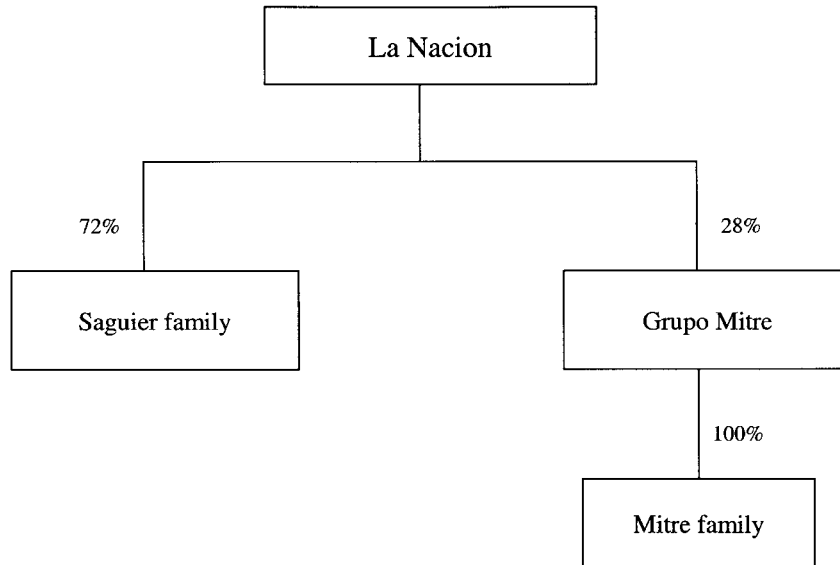 La Nacion
72%
28%
Saguier family
Grupo Mitre
100%
Mitre family